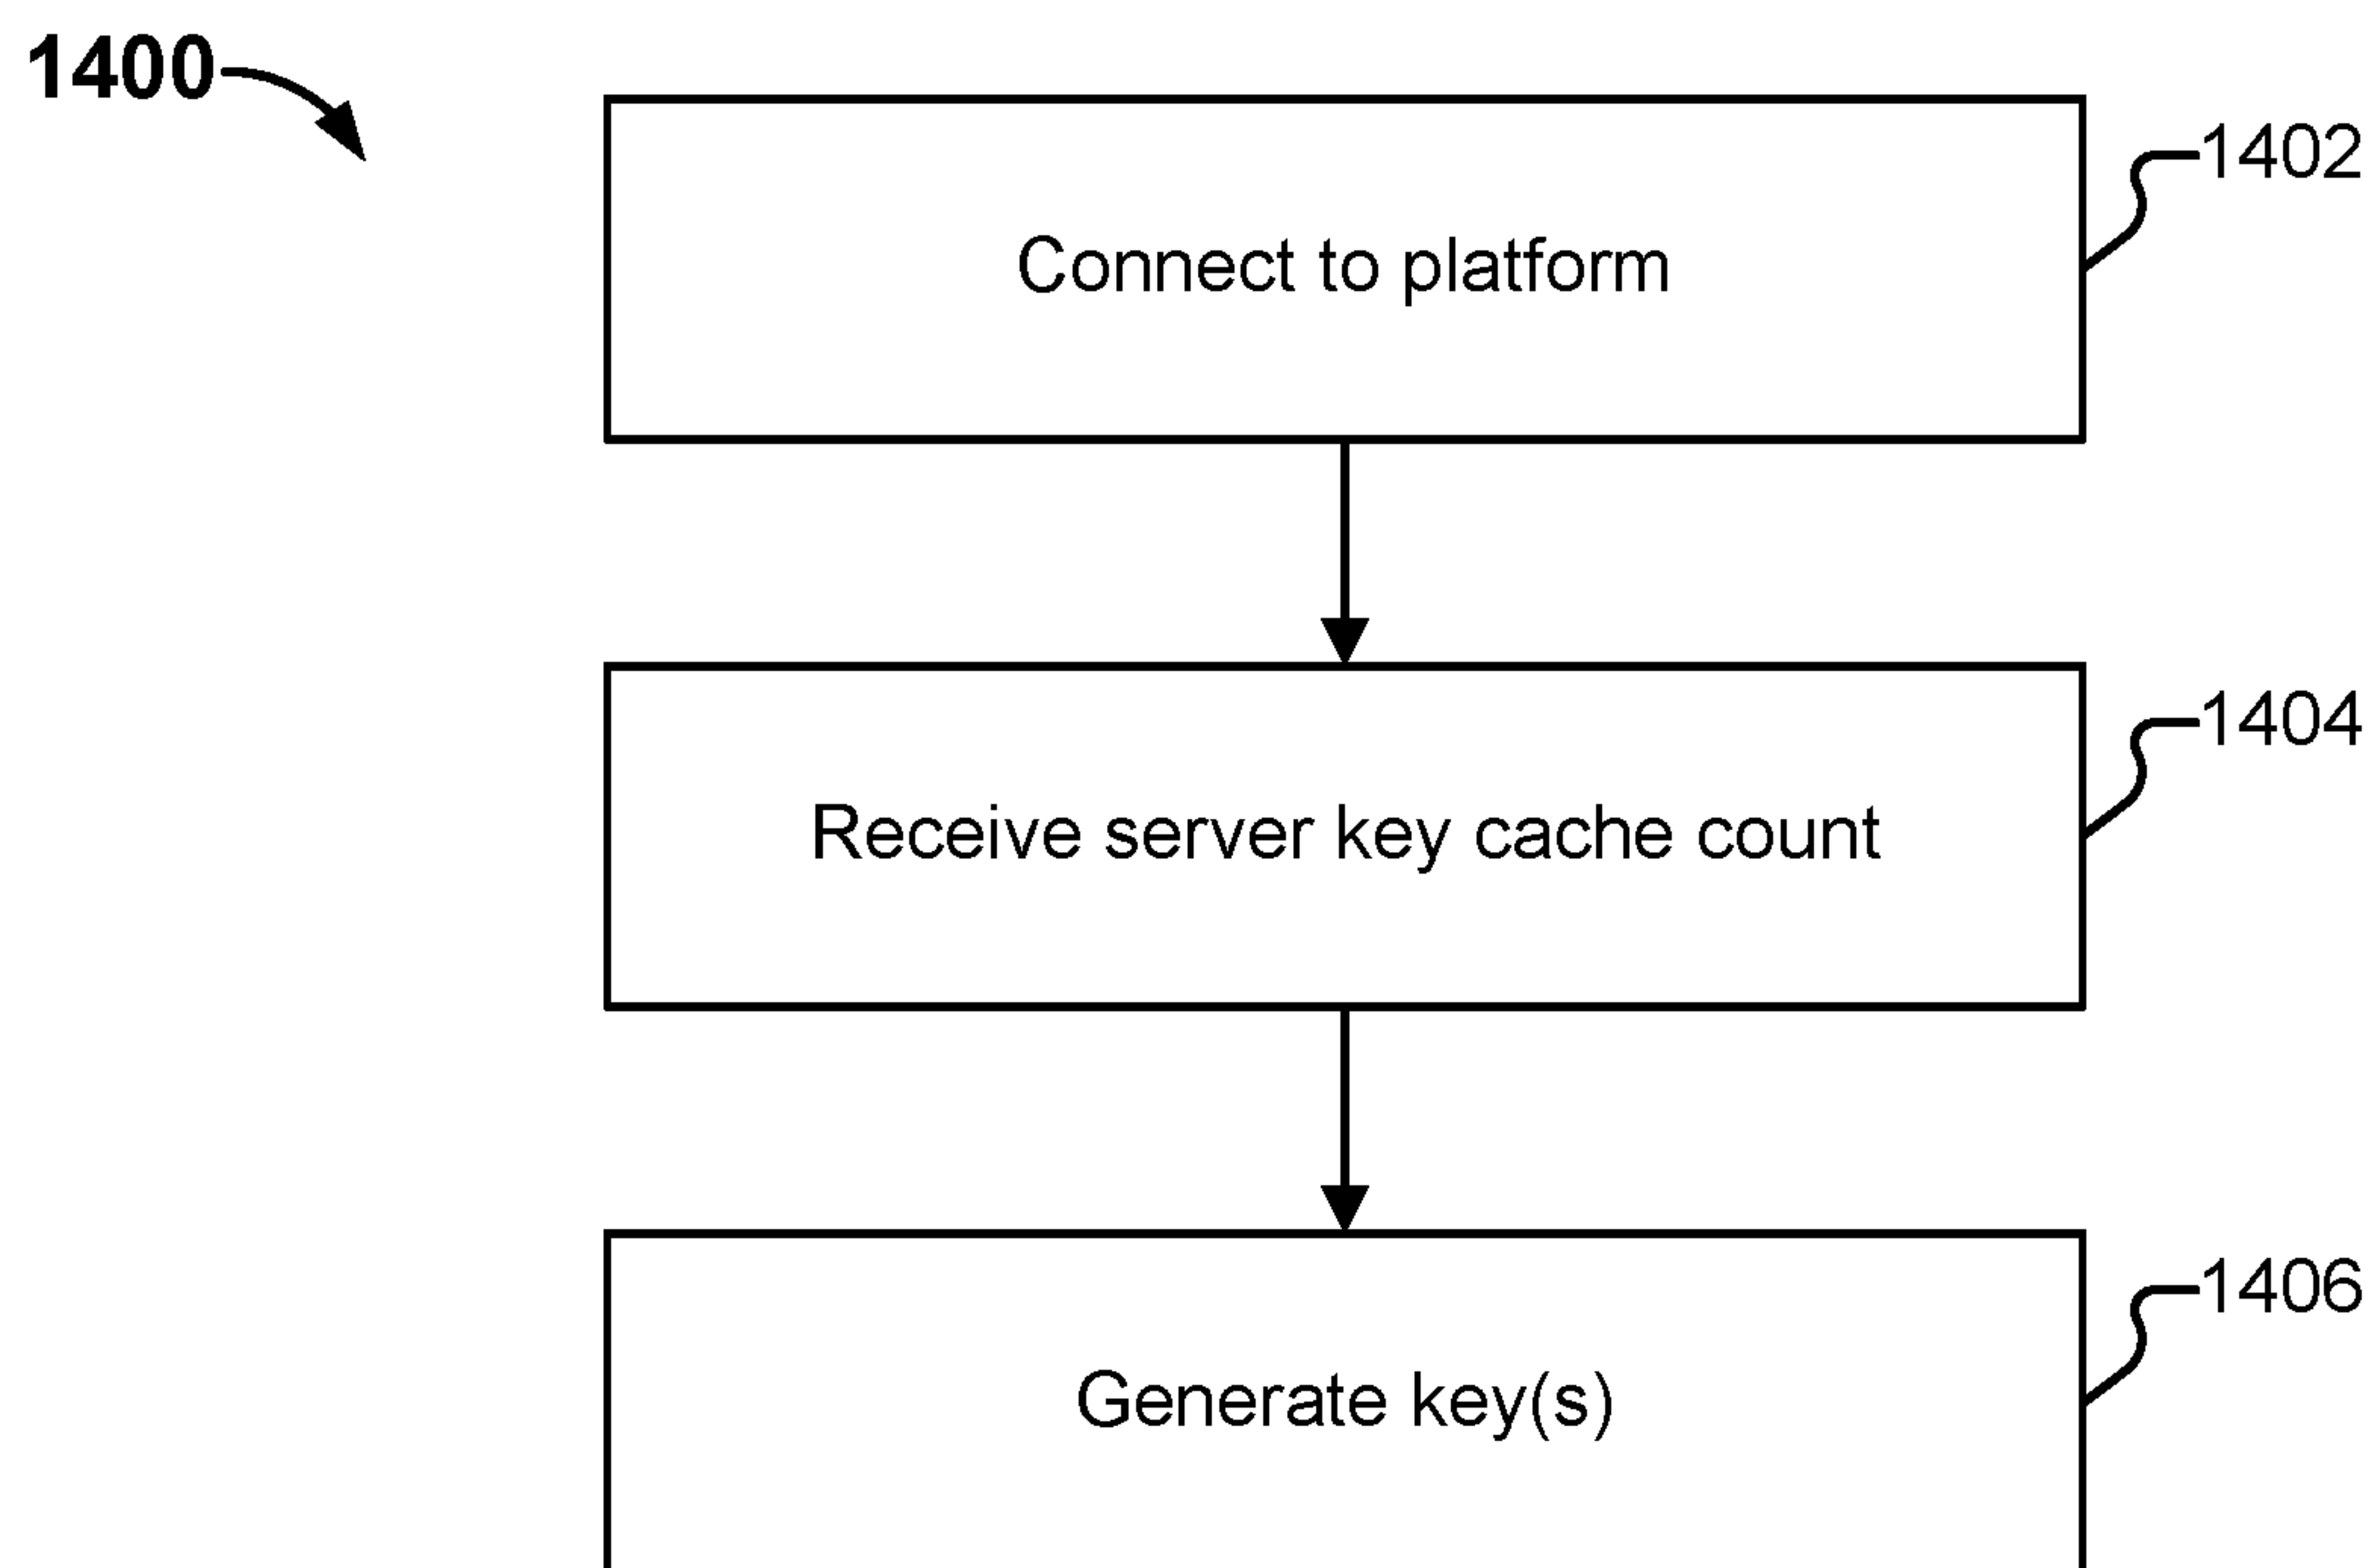 1400
Connect to platform
1402
Receive server key cache count
1404
Generate key(s)
1406